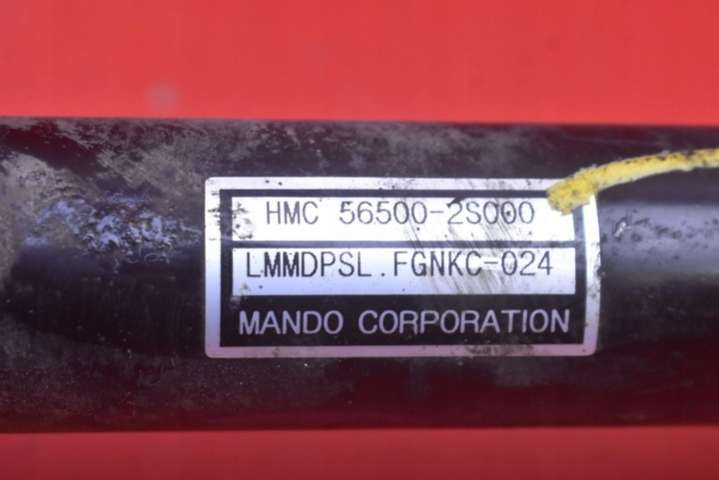 HMC 56500-2S000
LMMDPSL.FGNKC-024
MANDO CORPORATION